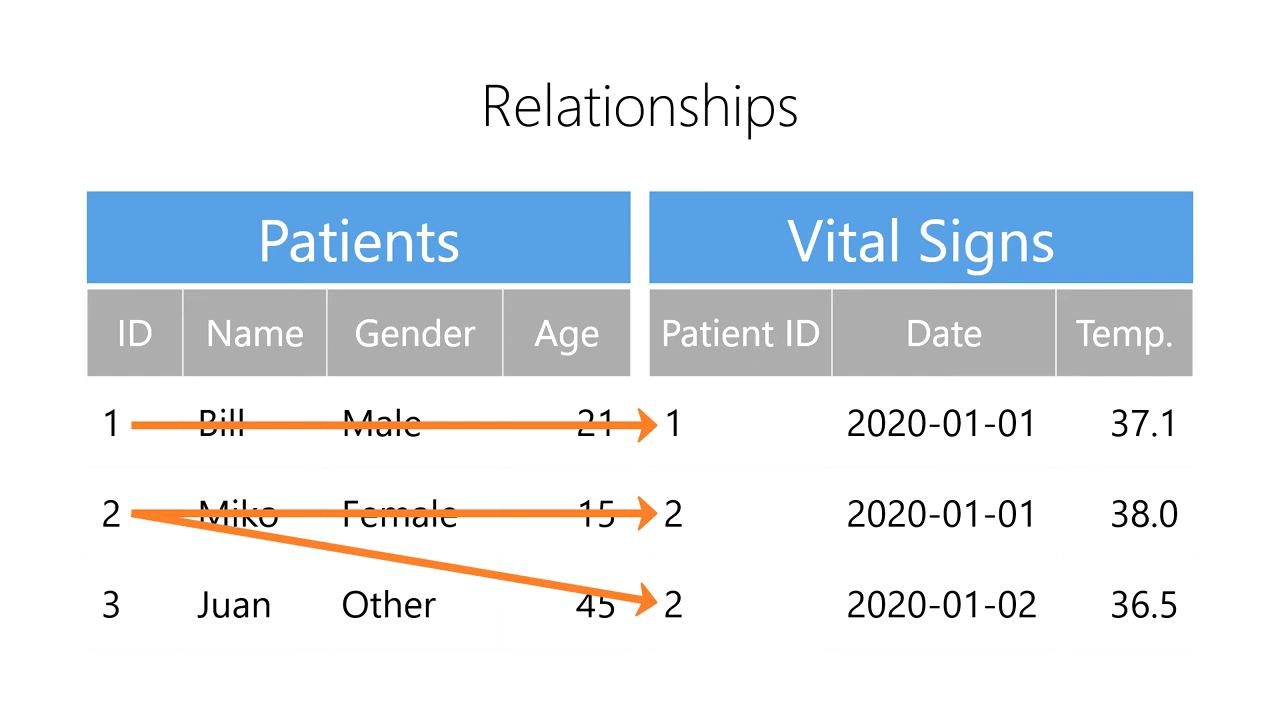 Relationships
Patients Vital Signs
ID Name Gender Age Patient ID Date Temp.
1 Bill Male 21 1 2020-01-01 37.1
2 Miko Female 15 2 2020-01-01 38.0
3 Juan Other 45 2 2020-01-02 36.5